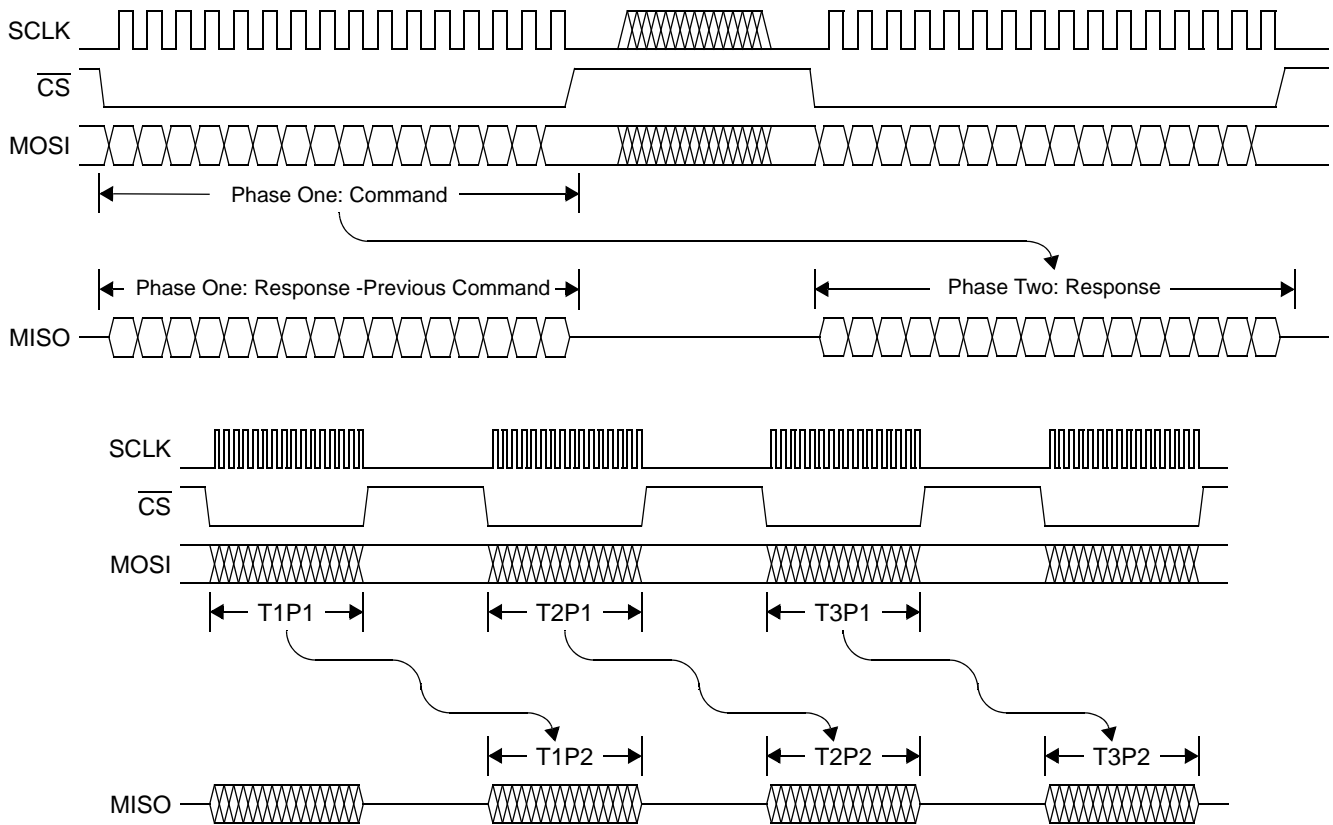 SCLK
CS
MOSI
Phase One: Command
Phase One: Response -Previous Command
Phase Two: Response
MISO
SCLK
CS
MOSI
T1P1
T2P1
T3P1
T1P2
T2P2
T3P2
MISO